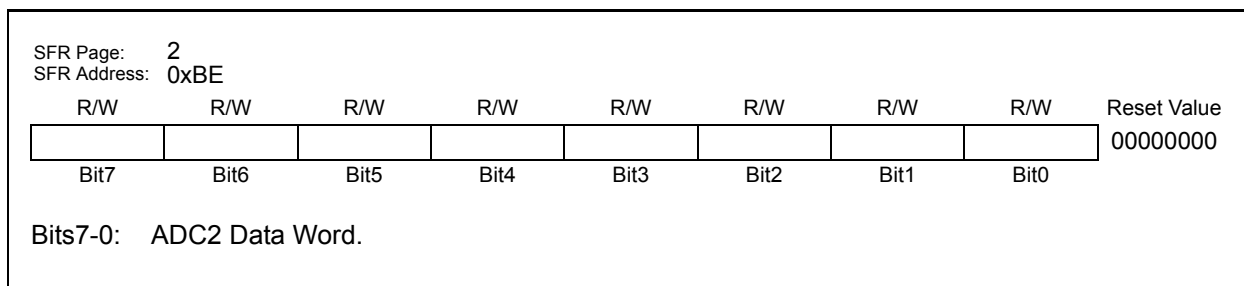 SFR Page: 2
SFR Address: 0xBE
R/W R/W R/W R/W R/W R/W R/W R/W Reset Value
00000000
Bit7 Bit6 Bit5 Bit4 Bit3 Bit2 Bit1 Bit0
Bits7-0: ADC2 Data Word.